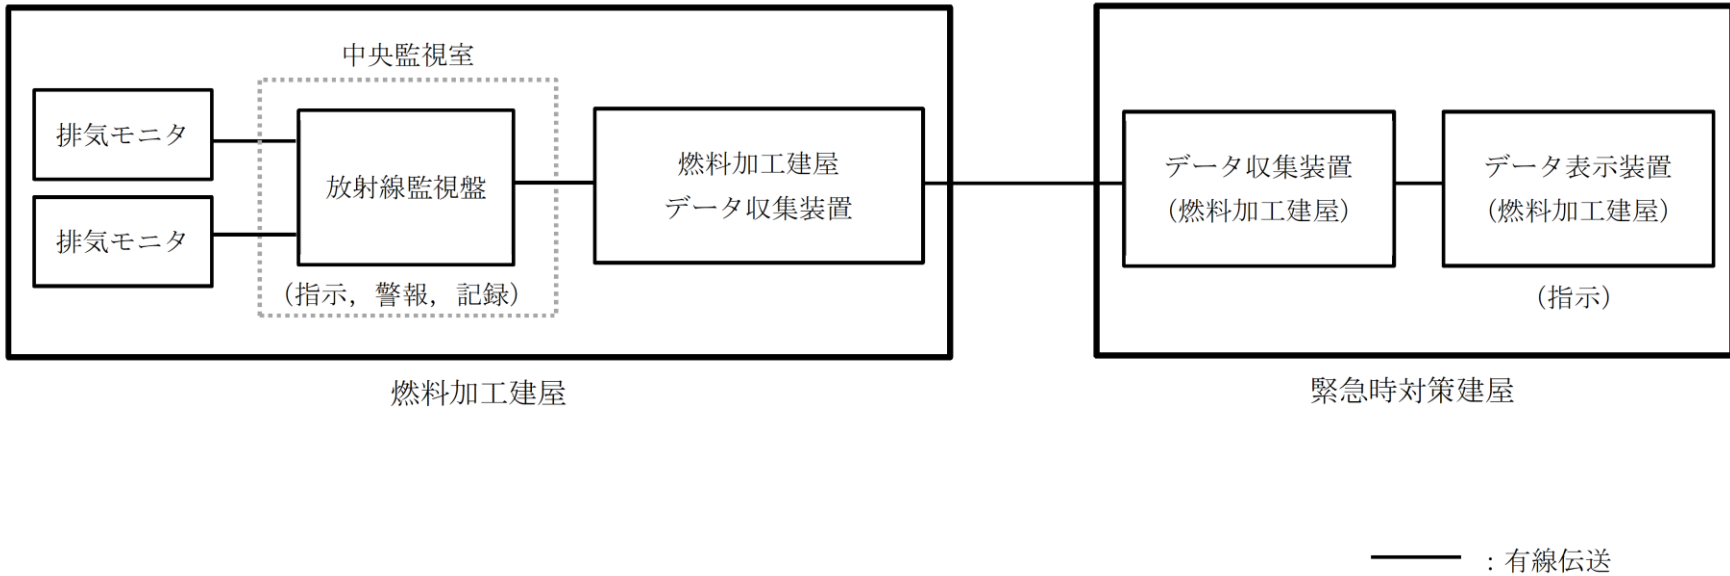 中央監視室
排気モニタ
排気モニタ
放射線監視盤
(指示，警報，記録)
燃料加工建屋
データ収集装置
燃料加工建屋
データ収集装置
(燃料加工建屋)
データ表示装置
(燃料加工建屋)
(指示)
緊急時対策建屋
：有線伝送